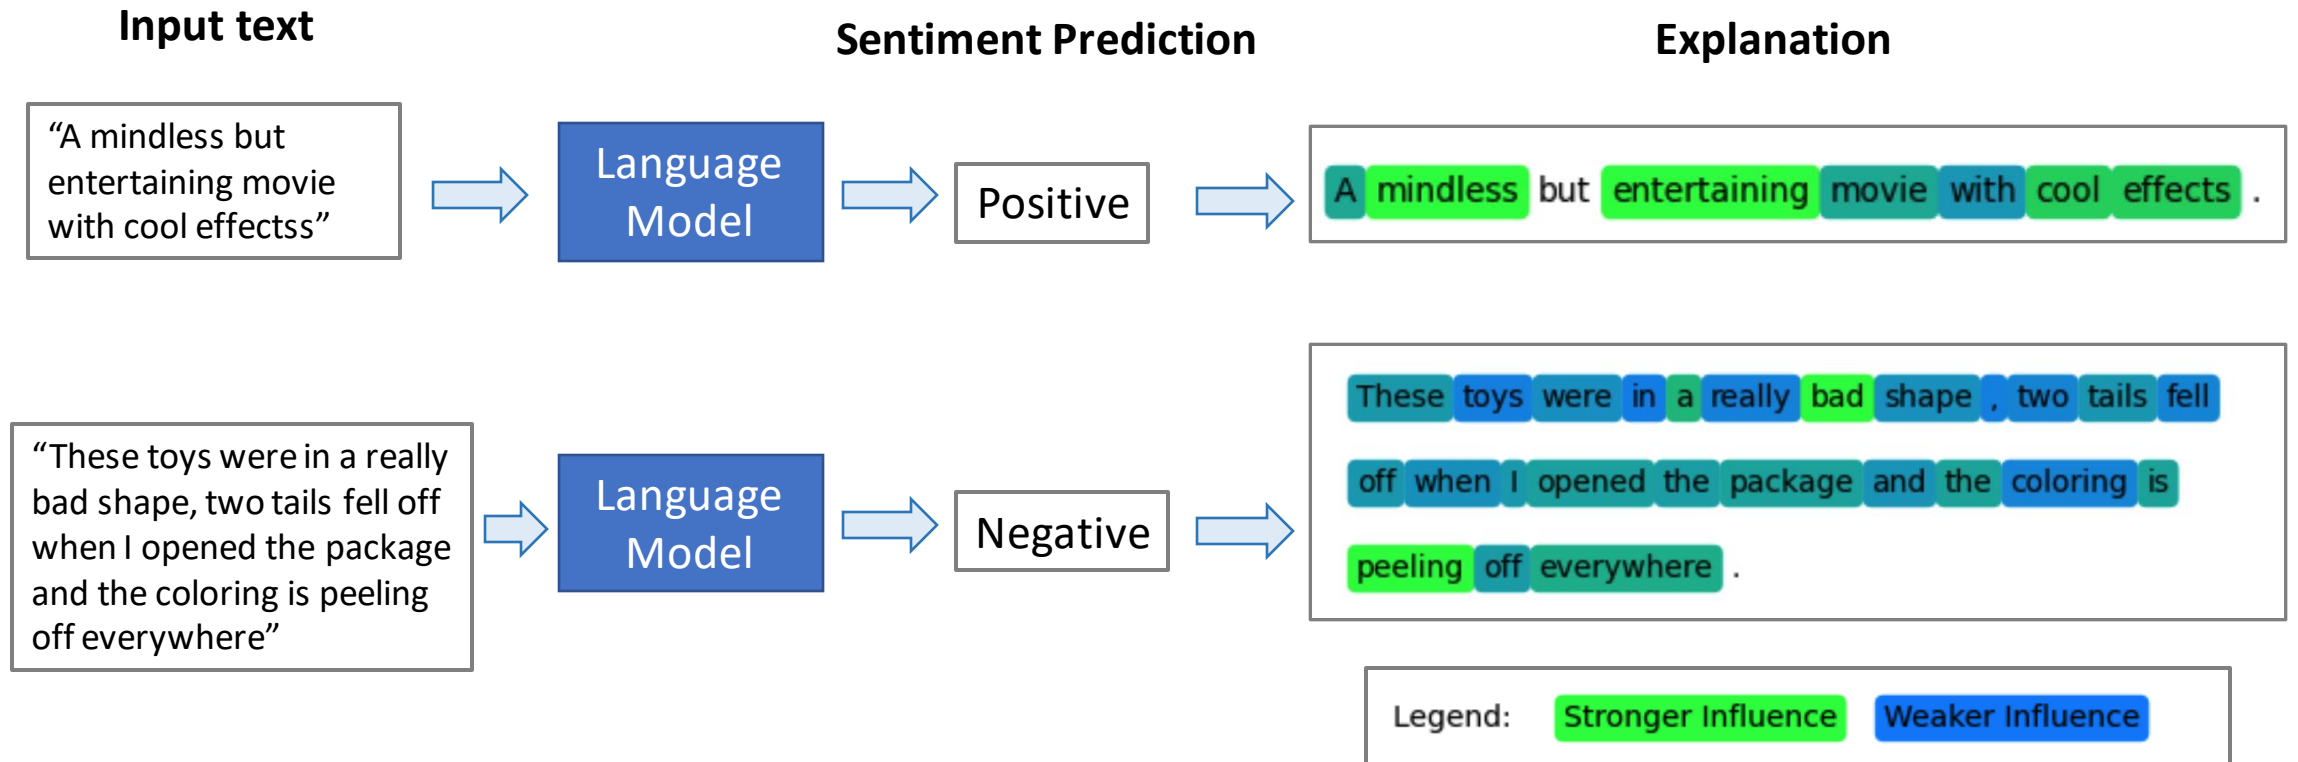 Input text
Sentiment Prediction
Explanation
“A mindless but
entertaining movie
with cool effectss”
Language
Model
Positive
A mindless but entertaining movie with cool effects .
“These toys were in a really
bad shape, two tails fell off
when I opened the package
and the coloring is peeling
off everywhere”
Language
Model
Negative
These toys were in a really bad shape , two tails fell
off when I opened the package and the coloring is
peeling off everywhere .
Legend: Stronger Influence Weaker Influence